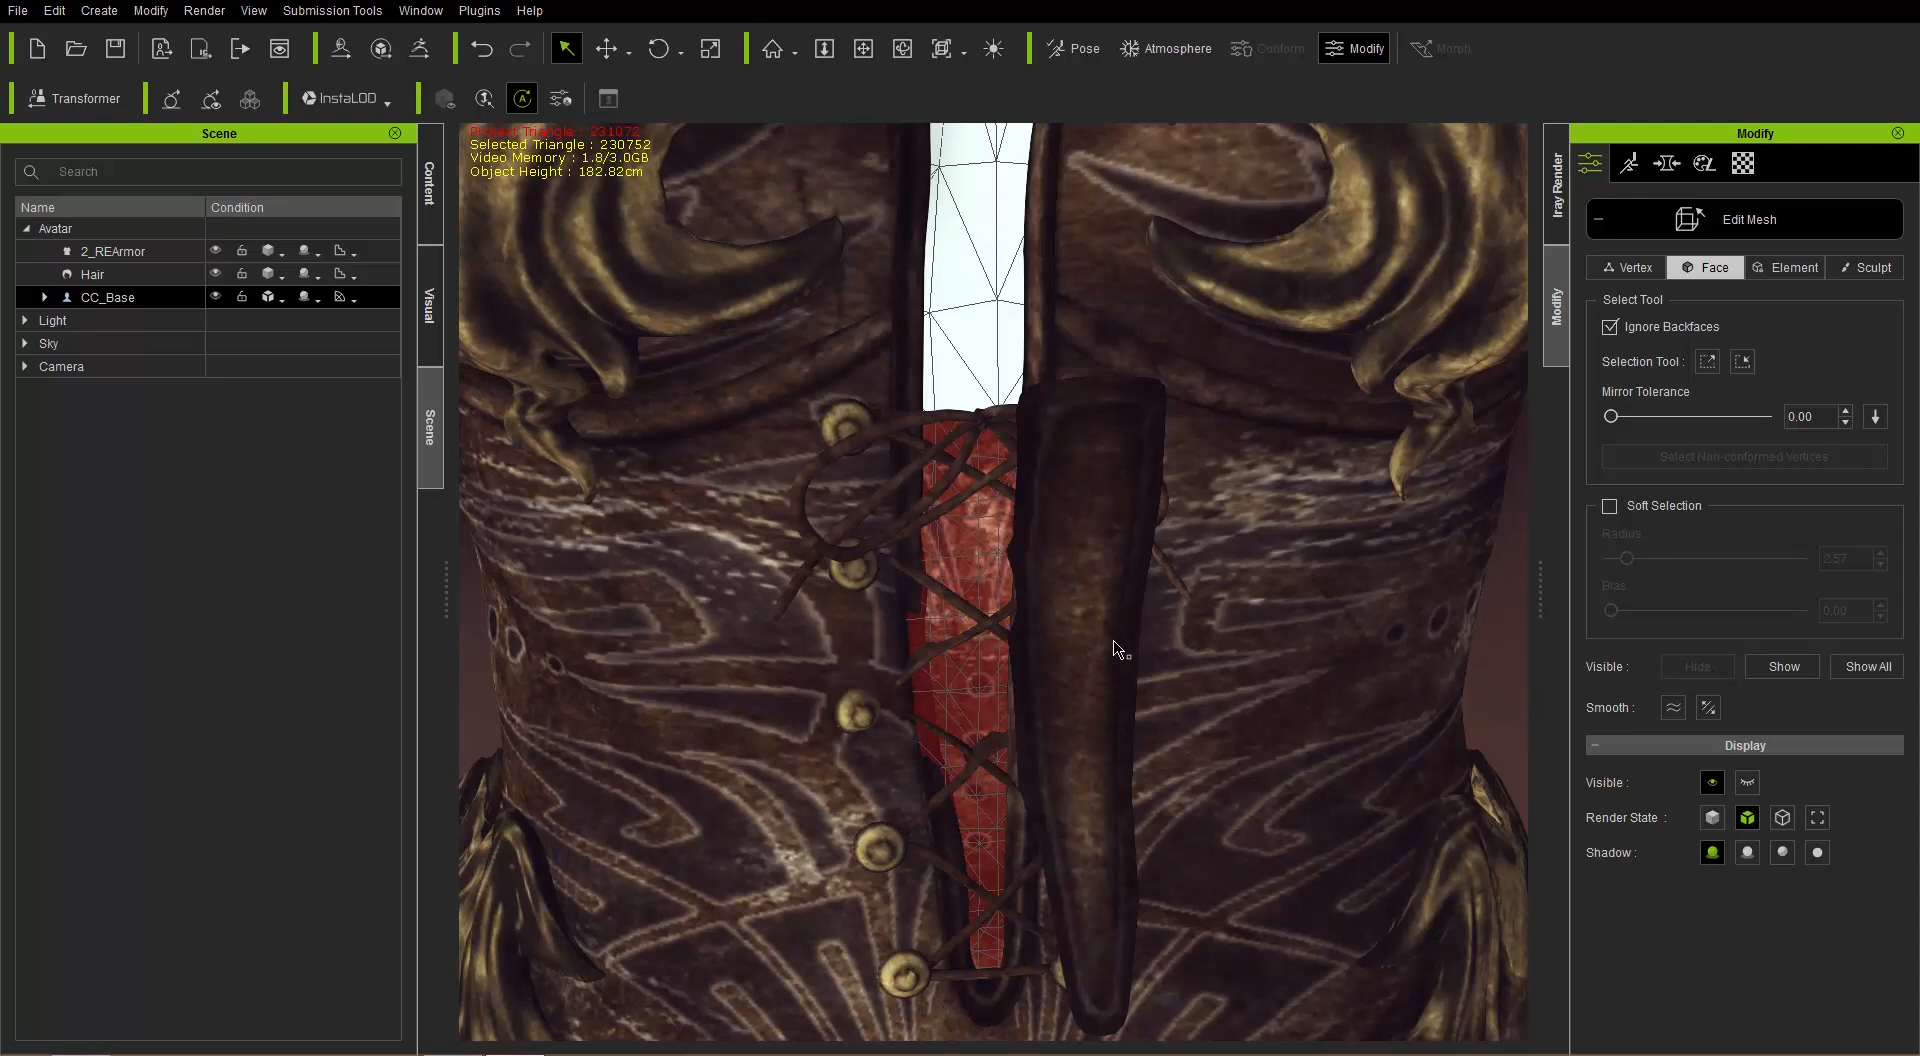 File Edit Create Modify Render View Submission Tools Window Plugins Help
Pose Atmosphere Conform Modify Morph
Transformer InstaLOD
Scene
Search
Name Condition
Avatar
2_REArmor
Hair
CC_Base
Light
Sky
Camera
Content
Visual
Scene
Project Triangle : 231072
Selected Triangle : 230752
Video Memory : 1.8/3.0GB
Object Height : 182.82cm
Iray Render
Modify
Modify
Edit Mesh
Vertex Face Element Sculpt
Select Tool
Ignore Backfaces
Selection Tool :
Mirror Tolerance
0.00
Select Non-conformed Vertices
Soft Selection
Radius
2.57
Bias
0.00
Visible : Hide Show Show All
Smooth :
Display
Visible :
Render State :
Shadow :